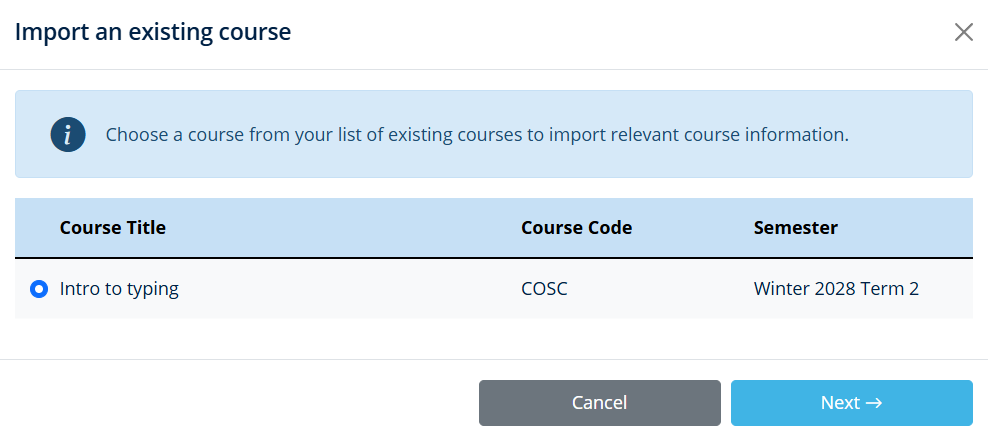 Import an existing course
Choose a course from your list of existing courses to import relevant course information.
Course Title Course Code Semester
Intro to typing COSC Winter 2028 Term 2
Cancel Next →